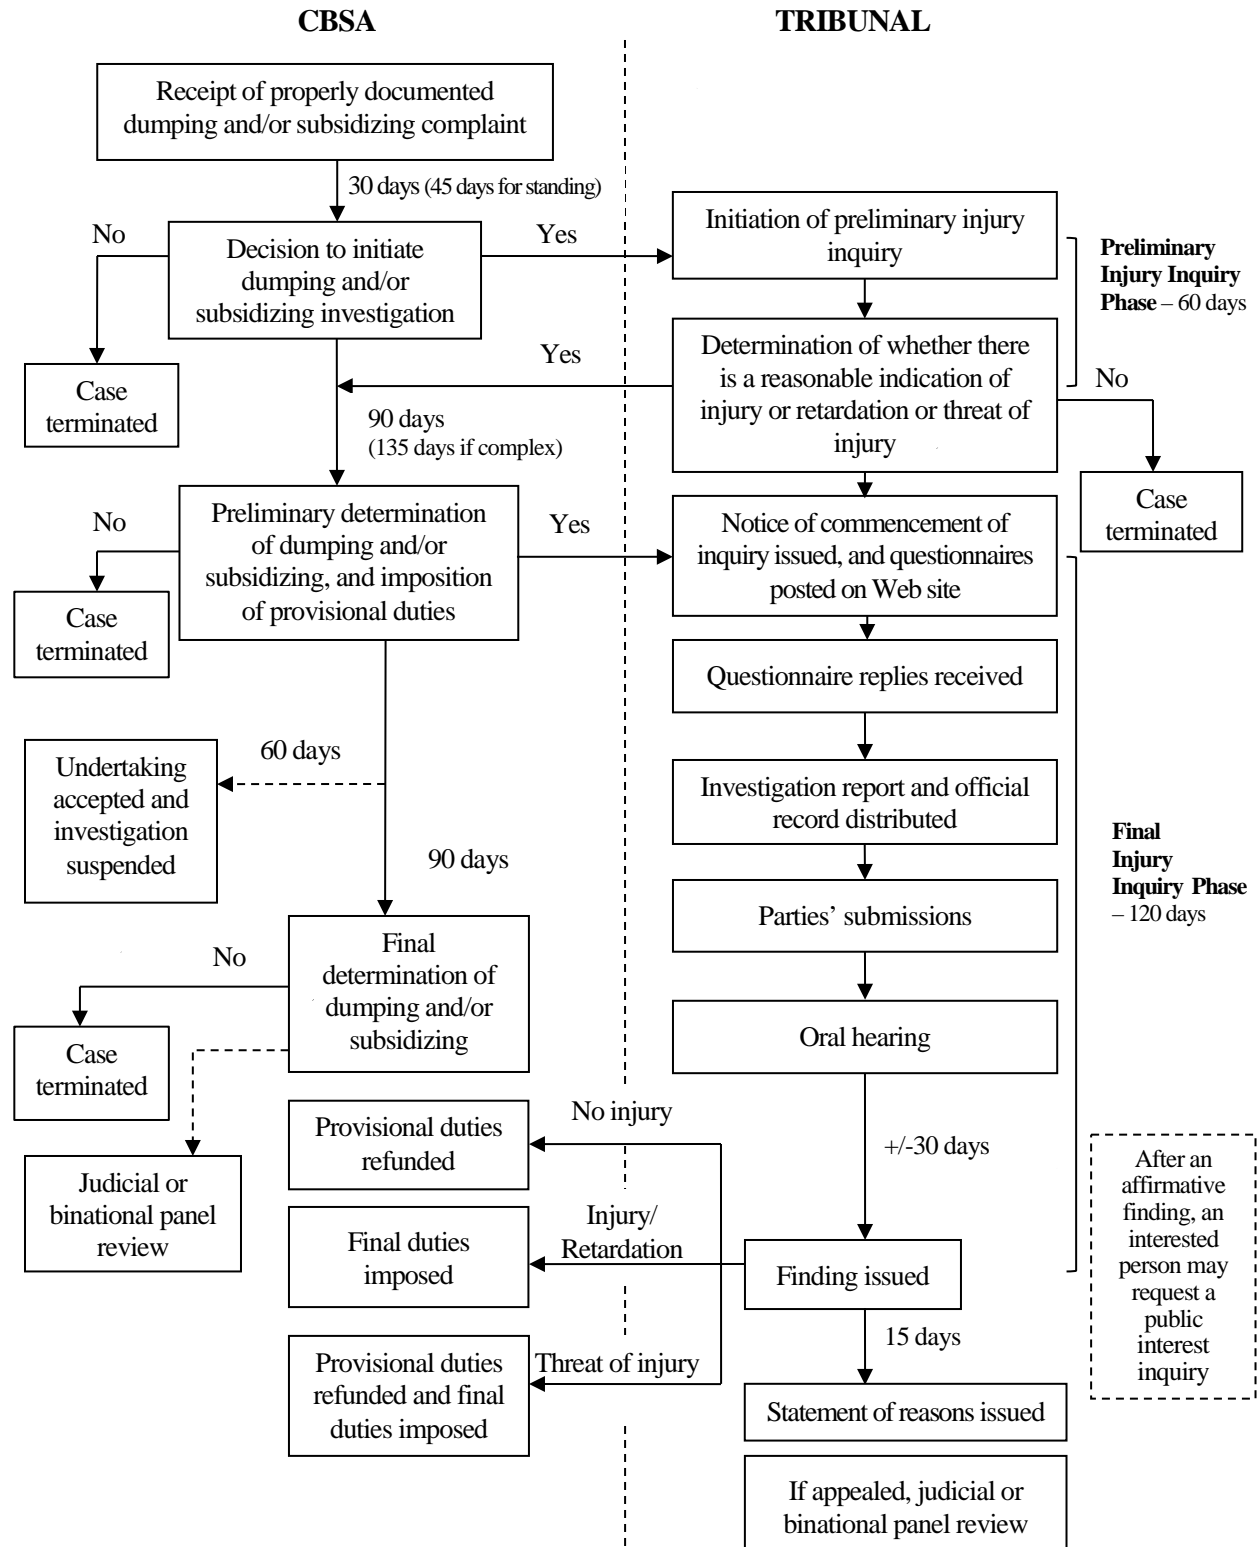 CBSA
TRIBUNAL
Receipt of properly documented
dumping and/or subsidizing complaint
30 days (45 days for standing)
No
Decision to initiate
dumping and/or
subsidizing investigation
Yes
Initiation of preliminary injury
inquiry
Preliminary
Injury Inquiry
Phase – 60 days
Case
terminated
Yes
Determination of whether there
is a reasonable indication of
injury or retardation or threat of
injury
No
90 days
(135 days if complex)
Case
terminated
No
Preliminary determination
of dumping and/or
subsidizing, and imposition
of provisional duties
Yes
Notice of commencement of
inquiry issued, and questionnaires
posted on Web site
Case
terminated
Questionnaire replies received
60 days
Undertaking
accepted and
investigation
suspended
Investigation report and official
record distributed
90 days
Final
Injury
Inquiry Phase
– 120 days
Parties’ submissions
No
Final
determination of
dumping and/or
subsidizing
Oral hearing
Case
terminated
Judicial or
binational panel
review
No injury
Provisional duties
refunded
+/-30 days
Injury/
Retardation
Final duties
imposed
Finding issued
After an
affirmative
finding, an
interested
person may
request a
public
interest
inquiry
15 days
Threat of injury
Provisional duties
refunded and final
duties imposed
Statement of reasons issued
If appealed, judicial or
binational panel review